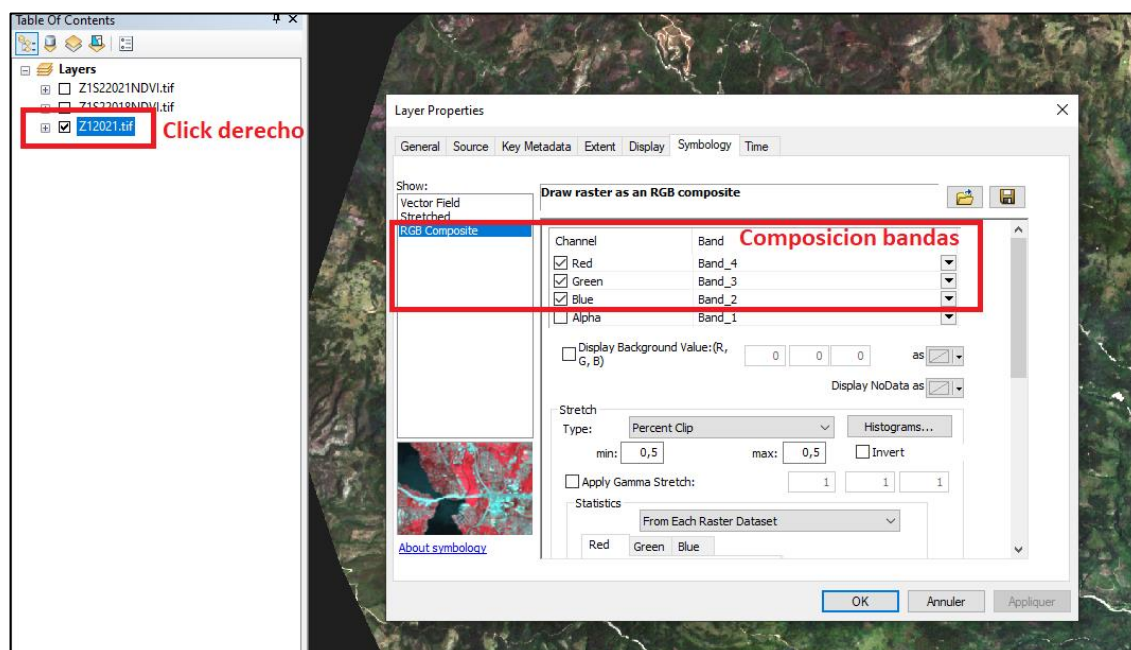 Table Of Contents
Layers
Z1S22021NDVI.tif
Z1S22018NDVI.tif
Z12021.tif
Click derecho
Layer Properties
General Source Key Metadata Extent Display Symbology Time
Show:
Vector Field
Stretched
RGB Composite
About symbology
Draw raster as an RGB composite
Channel Band
Composicion bandas
Red Band_4
Green Band_3
Blue Band_2
Alpha Band_1
Display Background Value:(R, G, B) 0 0 0 as
Display NoData as
Stretch
Type: Percent Clip Histograms...
min: 0,5 max: 0,5 Invert
Apply Gamma Stretch: 1 1 1
Statistics
From Each Raster Dataset
Red Green Blue
OK Annuler Appliquer